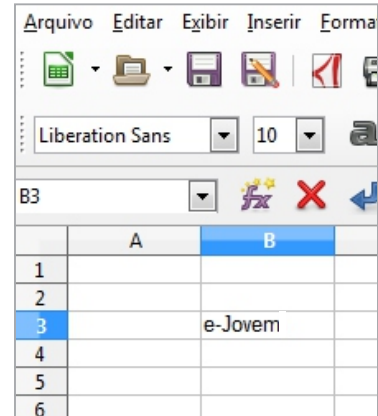 Arquivo Editar Exibir Inserir Forma
Liberation Sans 10 a
B3
A B
1
2
3 e-Jovem
4
5
6